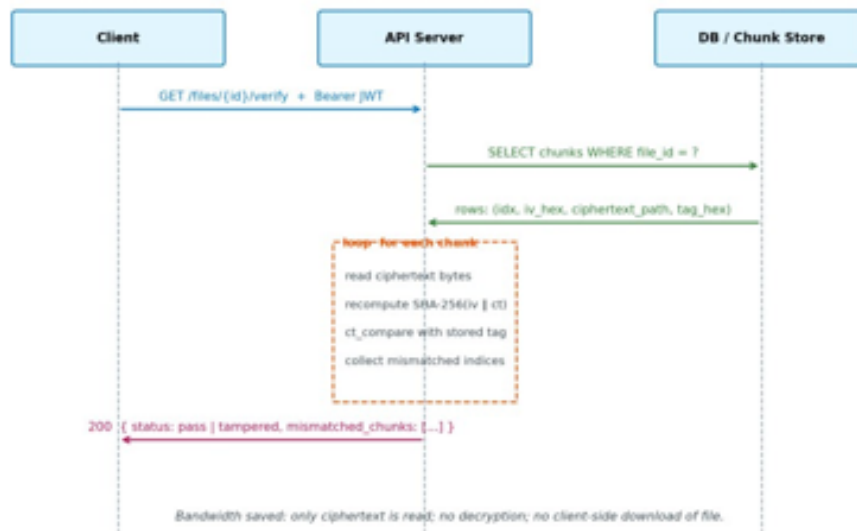 Client
API Server
DB / Chunk Store
GET /files/{id}/verify + Bearer JWT
SELECT chunks WHERE file_id = ?
rows: (idx, iv_hex, ciphertext_path, tag_hex)
loop for each chunk
read ciphertext bytes
recompute SHA-256(iv || ct)
ct_compare with stored tag
collect mismatched indices
200 { status: pass | tampered, mismatched_chunks: [...] }
Bandwidth saved: only ciphertext is read; no decryption; no client-side download of file.